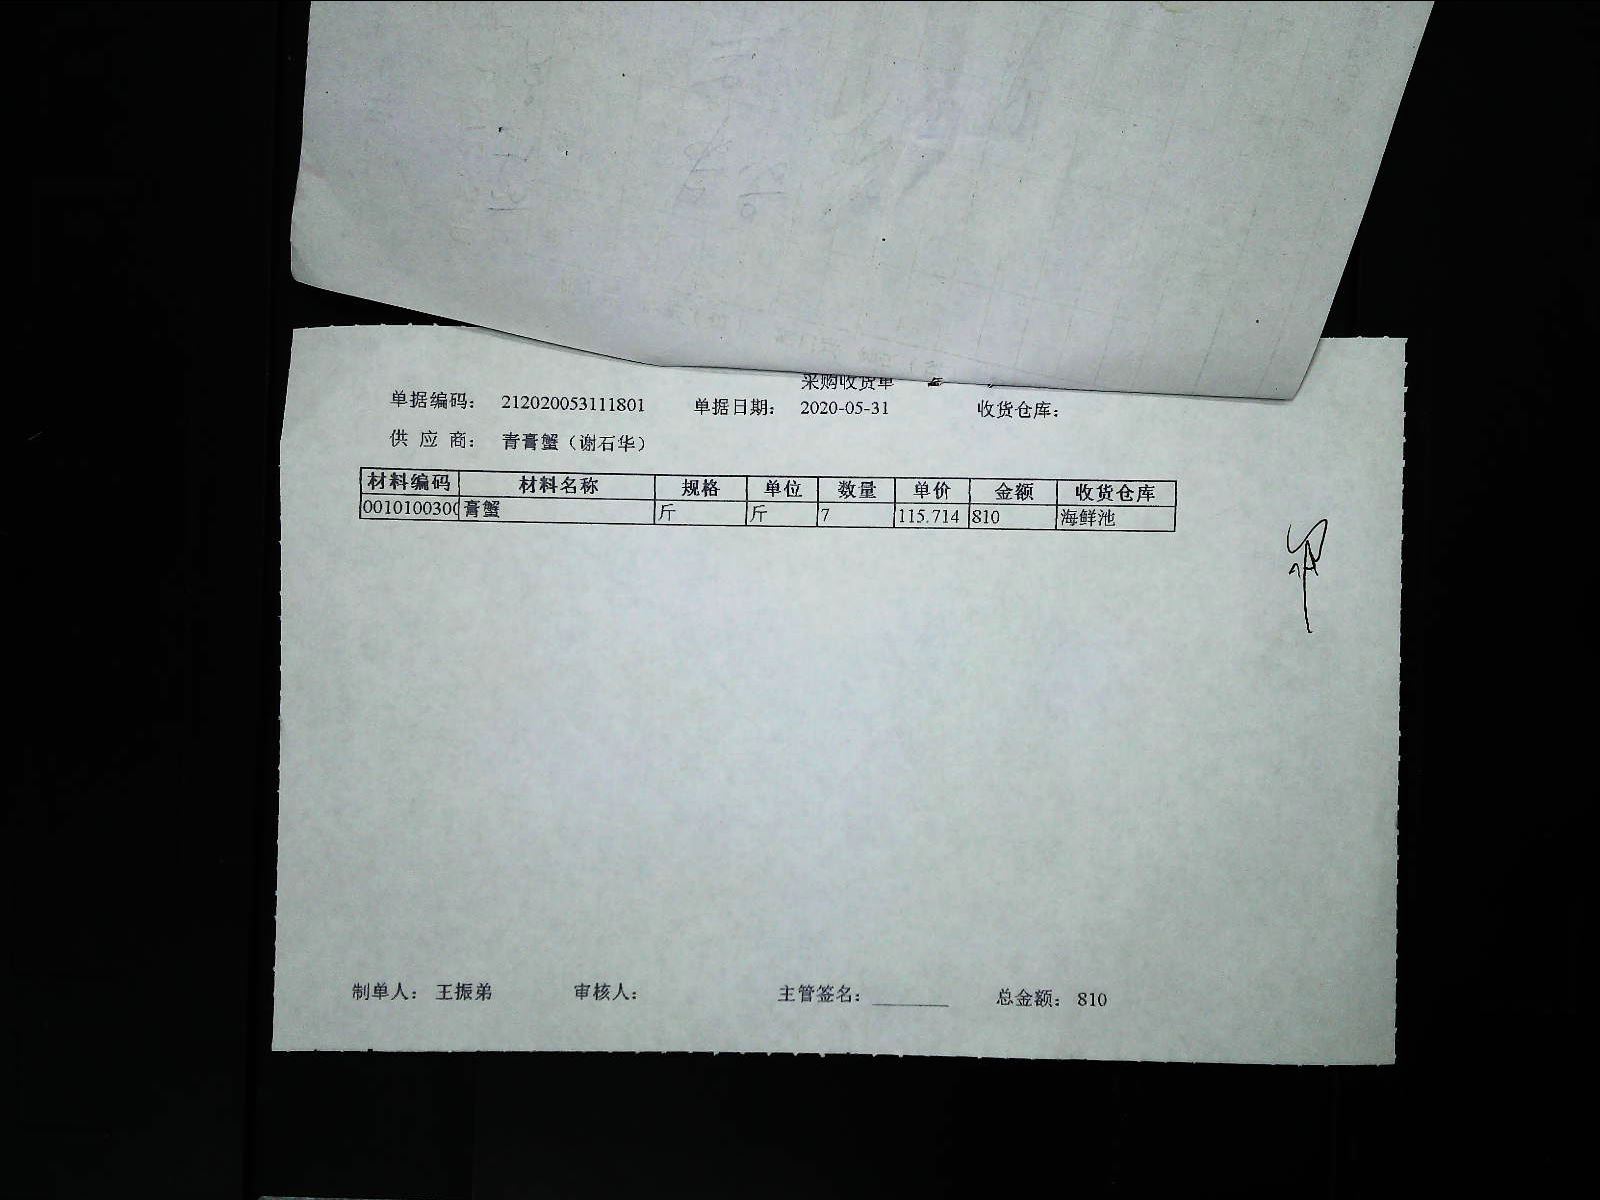 采购收货单
单据编码： 212020053111801 单据日期： 2020-05-31 收货仓库：
供 应 商： 青膏蟹（谢石华）
材料编码 材料名称 规格 单位 数量 单价 金额 收货仓库
0010100300 膏蟹 斤 斤 7 115.714 810 海鲜池
制单人： 王振弟 审核人： 主管签名： ________ 总金额： 810